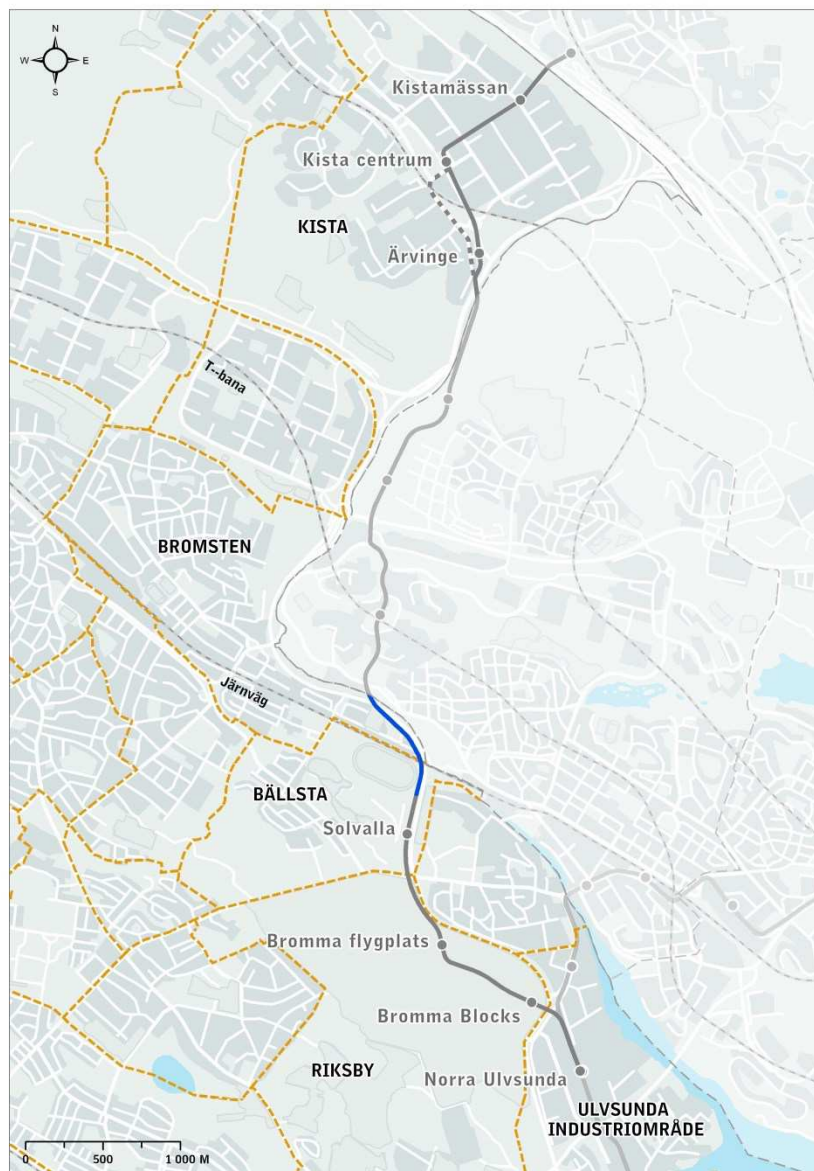 N
W E
S
Kistamässan
Kista centrum
KISTA
Ärvinge
T--bana
BROMSTEN
Järnväg
BÄLLSTA
Solvalla
Bromma flygplats
Bromma Blocks
RIKSBY
Norra Ulvsunda
ULVSUNDA
INDUSTRIOMRÅDE
0 500 1 000 M